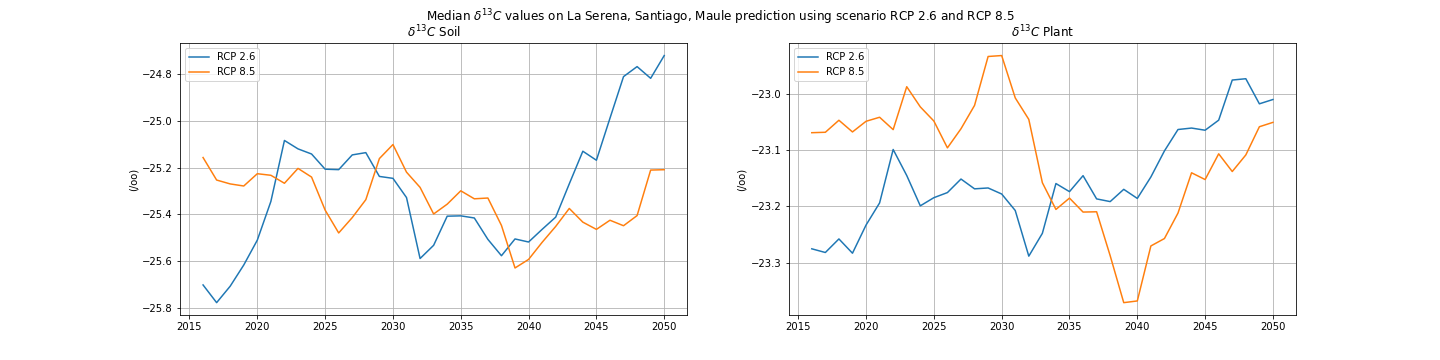 Median δ¹³C values on La Serena, Santiago, Maule prediction using scenario RCP 2.6 and RCP 8.5
δ¹³C Soil
RCP 2.6
RCP 8.5
(/oo)
−24.8
−25.0
−25.2
−25.4
−25.6
−25.8
2015 2020 2025 2030 2035 2040 2045 2050
δ¹³C Plant
RCP 2.6
RCP 8.5
(/oo)
−23.0
−23.1
−23.2
−23.3
2015 2020 2025 2030 2035 2040 2045 2050